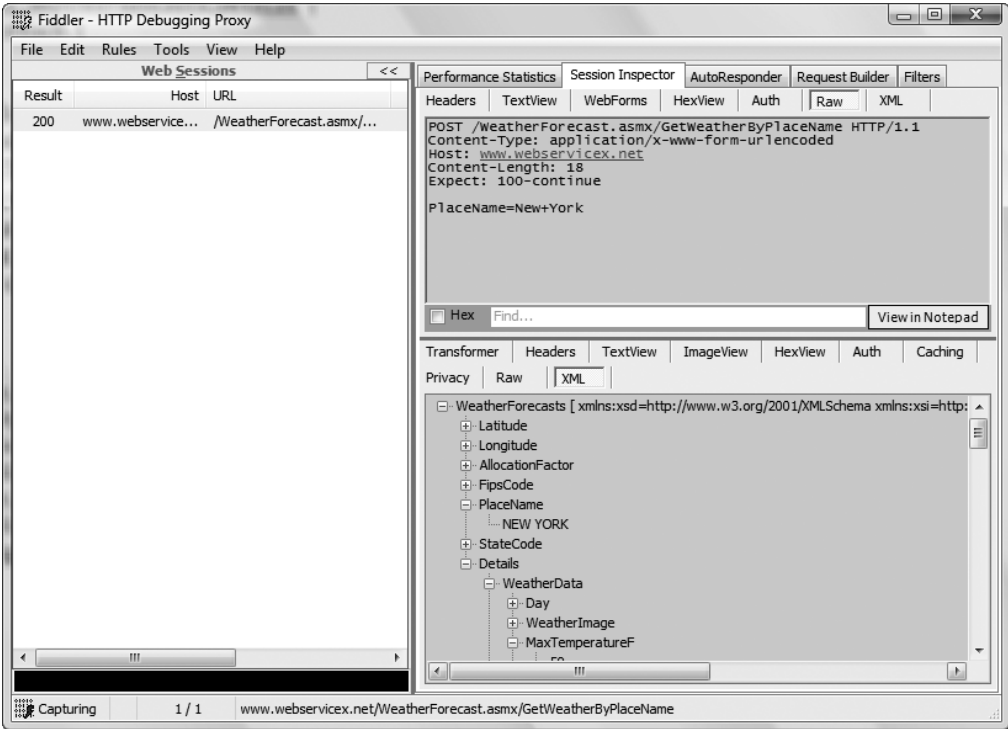 Fiddler - HTTP Debugging Proxy
File Edit Rules Tools View Help
Web Sessions <<
Result Host URL
200 www.webservice... /WeatherForecast.asmx/...
Performance Statistics Session Inspector AutoResponder Request Builder Filters
Headers TextView WebForms HexView Auth Raw XML
POST /WeatherForecast.asmx/GetWeatherByPlaceName HTTP/1.1
Content-Type: application/x-www-form-urlencoded
Host: www.webservicex.net
Content-Length: 18
Expect: 100-continue
PlaceName=New+York
Hex Find... View in Notepad
Transformer Headers TextView ImageView HexView Auth Caching
Privacy Raw XML
WeatherForecasts [ xmlns:xsd=http://www.w3.org/2001/XMLSchema xmlns:xsi=http:
Latitude
Longitude
AllocationFactor
FipsCode
PlaceName
NEW YORK
StateCode
Details
WeatherData
Day
WeatherImage
MaxTemperatureF
Capturing 1 / 1 www.webservicex.net/WeatherForecast.asmx/GetWeatherByPlaceName